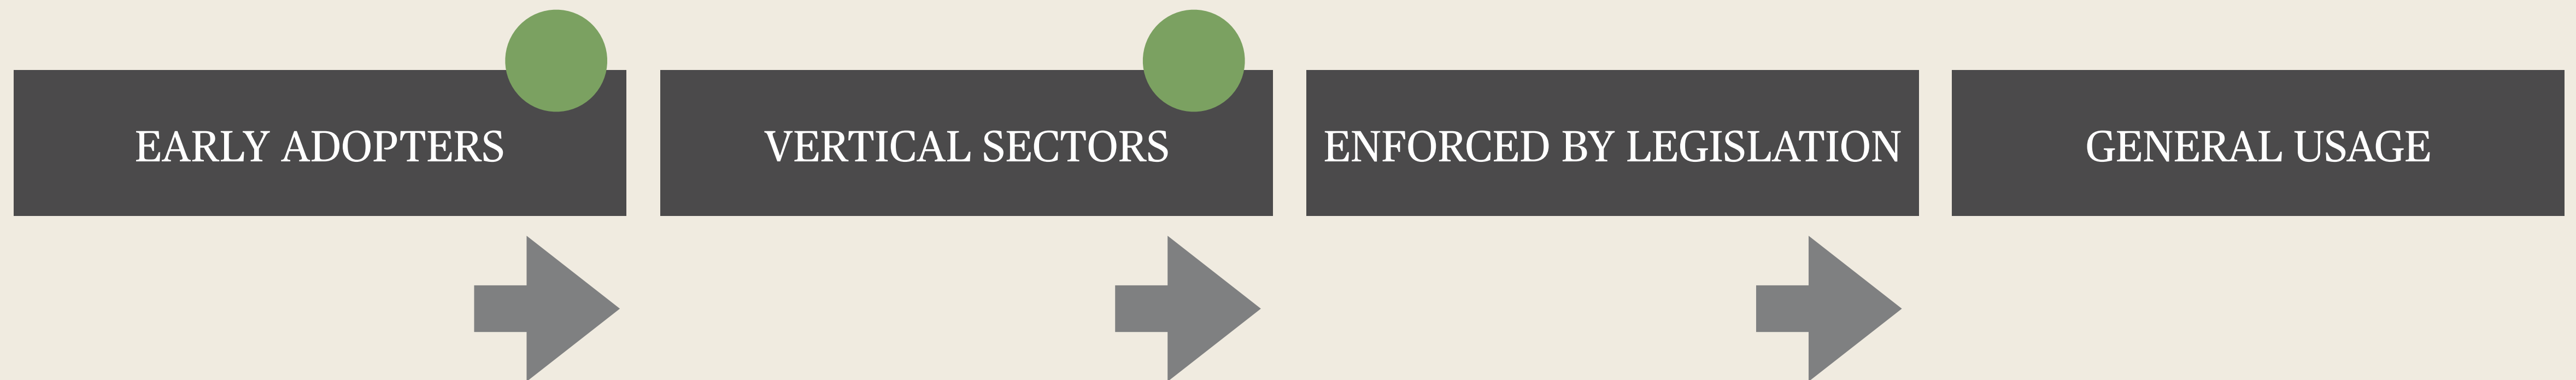 EARLY ADOPTERS
VERTICAL SECTORS
ENFORCED BY LEGISLATION
GENERAL USAGE